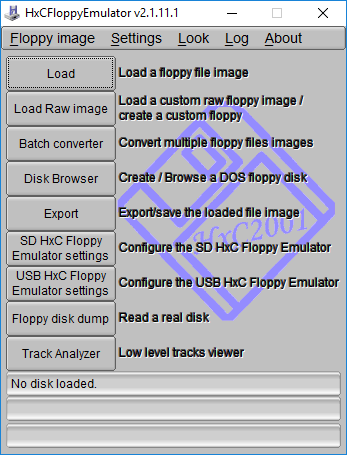 HxCFloppyEmulator v2.1.11.1
Floppy image Settings Look Log About
Load Load a floppy file image
Load Raw image Load a custom raw floppy image /
create a custom floppy
Batch converter Convert multiple floppy files images
Disk Browser Create / Browse a DOS floppy disk
Export Export/save the loaded file image
HxC2001
SD HxC Floppy
Emulator settings Configure the SD HxC Floppy Emulator
USB HxC Floppy
Emulator settings Configure the USB HxC Floppy Emulator
Floppy disk dump Read a real disk
Track Analyzer Low level tracks viewer
No disk loaded.